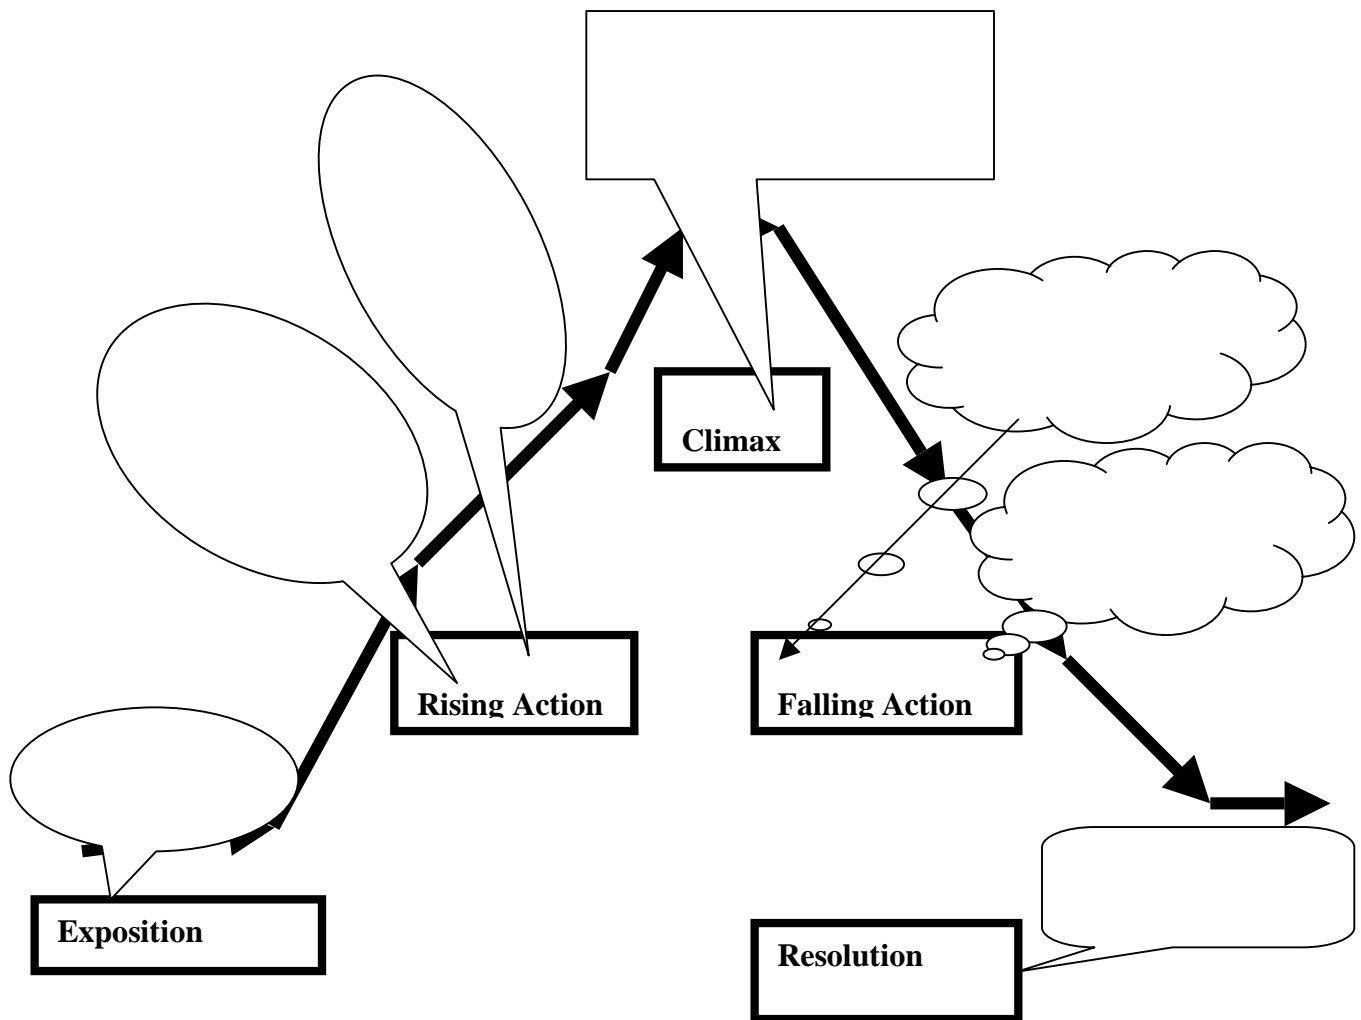 Climax
Rising Action
Falling Action
Exposition
Resolution